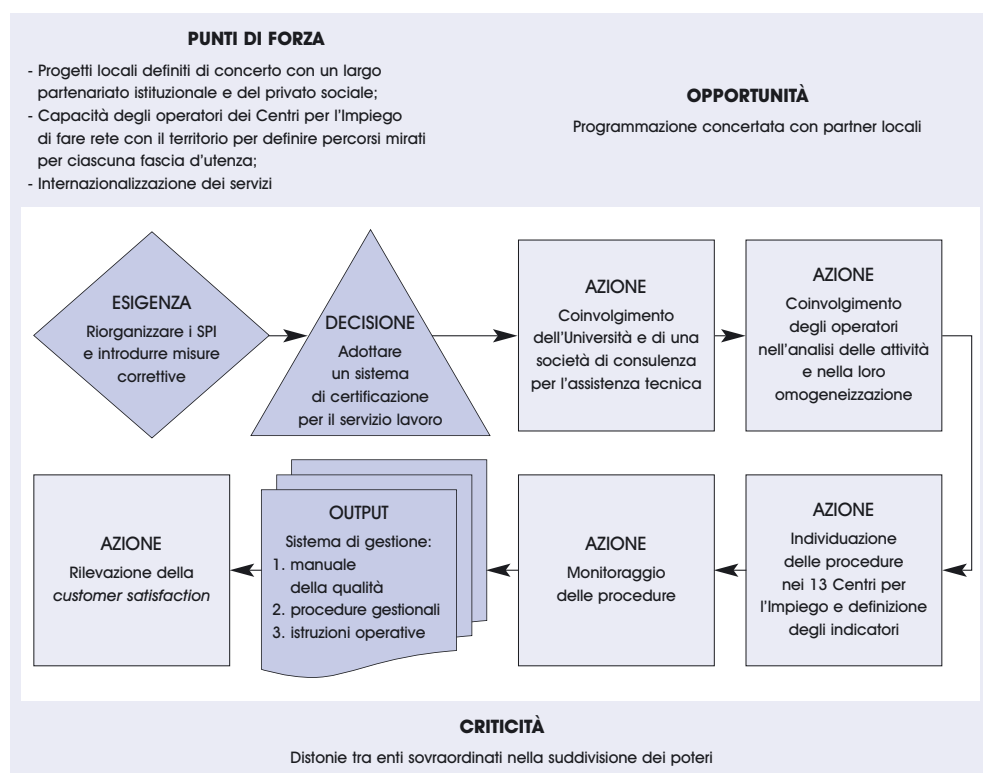 PUNTI DI FORZA
- Progetti locali definiti di concerto con un largo
partenariato istituzionale e del privato sociale;
- Capacità degli operatori dei Centri per l'Impiego
di fare rete con il territorio per definire percorsi mirati
per ciascuna fascia d'utenza;
- Internazionalizzazione dei servizi
OPPORTUNITÀ
Programmazione concertata con partner locali
ESIGENZA
Riorganizzare i SPI
e introdurre misure
correttive
DECISIONE
Adottare
un sistema
di certificazione
per il servizio lavoro
AZIONE
Coinvolgimento
dell'Università e di una
società di consulenza
per l'assistenza tecnica
AZIONE
Coinvolgimento
degli operatori
nell'analisi delle attività
e nella loro
omogeneizzazione
AZIONE
Individuazione
delle procedure
nei 13 Centri per
l'Impiego e definizione
degli indicatori
AZIONE
Monitoraggio
delle procedure
OUTPUT
Sistema di gestione:
1. manuale
della qualità
2. procedure gestionali
3. istruzioni operative
AZIONE
Rilevazione della
customer satisfaction
CRITICITÀ
Distonie tra enti sovraordinati nella suddivisione dei poteri